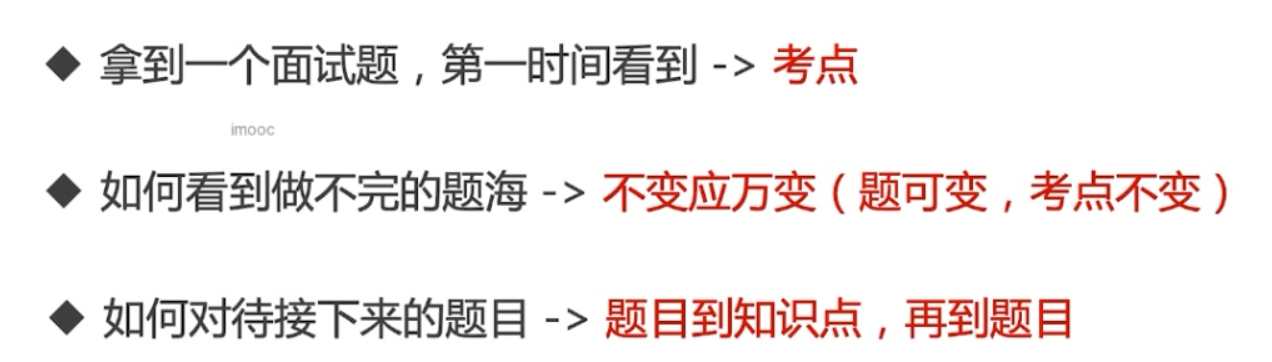 ◆ 拿到一个面试题，第一时间看到 -> 考点
imooc
◆ 如何看到做不完的题海 -> 不变应万变（题可变，考点不变）
◆ 如何对待接下来的题目 -> 题目到知识点，再到题目